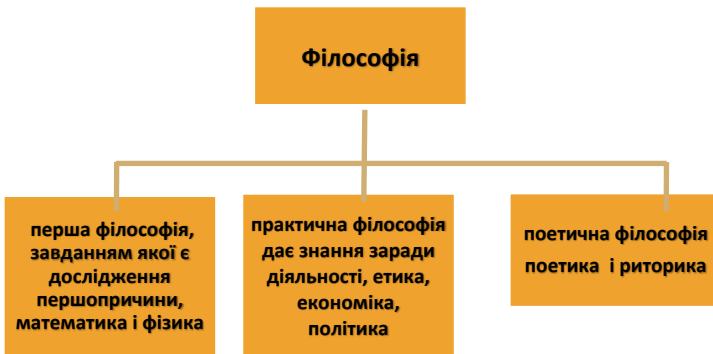 Філософія
перша філософія,
завданням якої є
дослідження
першопричини,
математика і фізика
практична філософія
дає знання заради
діяльності, етика,
економіка,
політика
поетична філософія
поетика і риторика